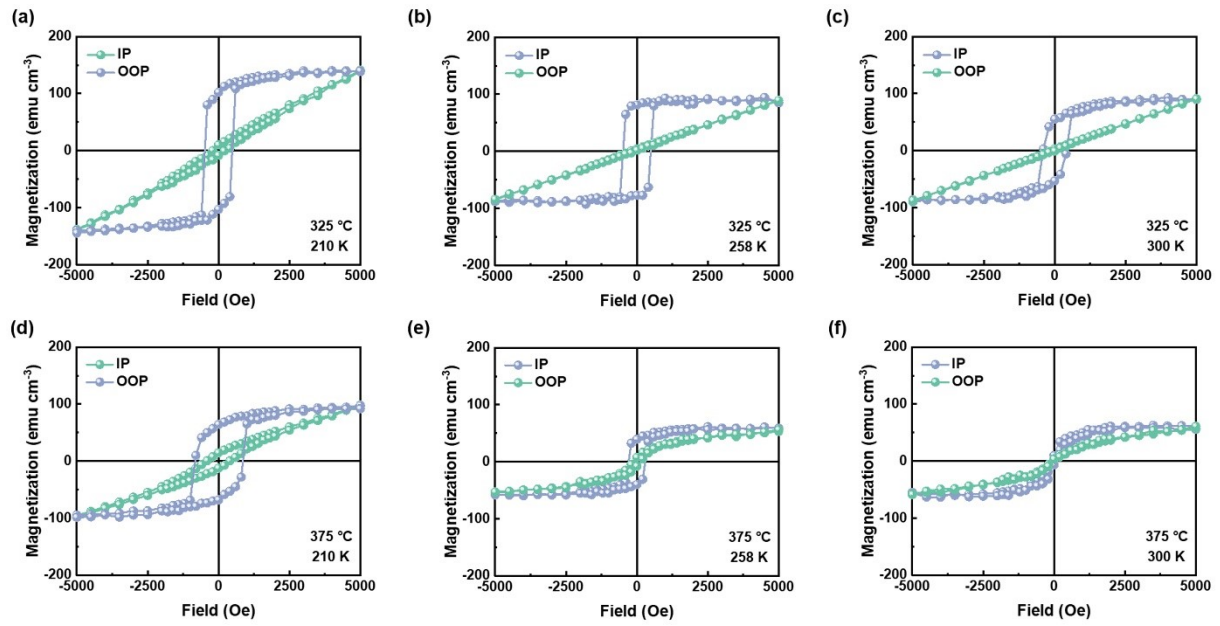 (a)
200
100
0
-100
-200
Magnetization (emu cm⁻³)
IP
OOP
325 °C
210 K
-5000 -2500 0 2500 5000
Field (Oe)
(b)
200
100
0
-100
-200
Magnetization (emu cm⁻³)
IP
OOP
325 °C
258 K
-5000 -2500 0 2500 5000
Field (Oe)
(c)
200
100
0
-100
-200
Magnetization (emu cm⁻³)
IP
OOP
325 °C
300 K
-5000 -2500 0 2500 5000
Field (Oe)
(d)
200
100
0
-100
-200
Magnetization (emu cm⁻³)
IP
OOP
375 °C
210 K
-5000 -2500 0 2500 5000
Field (Oe)
(e)
200
100
0
-100
-200
Magnetization (emu cm⁻³)
IP
OOP
375 °C
258 K
-5000 -2500 0 2500 5000
Field (Oe)
(f)
200
100
0
-100
-200
Magnetization (emu cm⁻³)
IP
OOP
375 °C
300 K
-5000 -2500 0 2500 5000
Field (Oe)